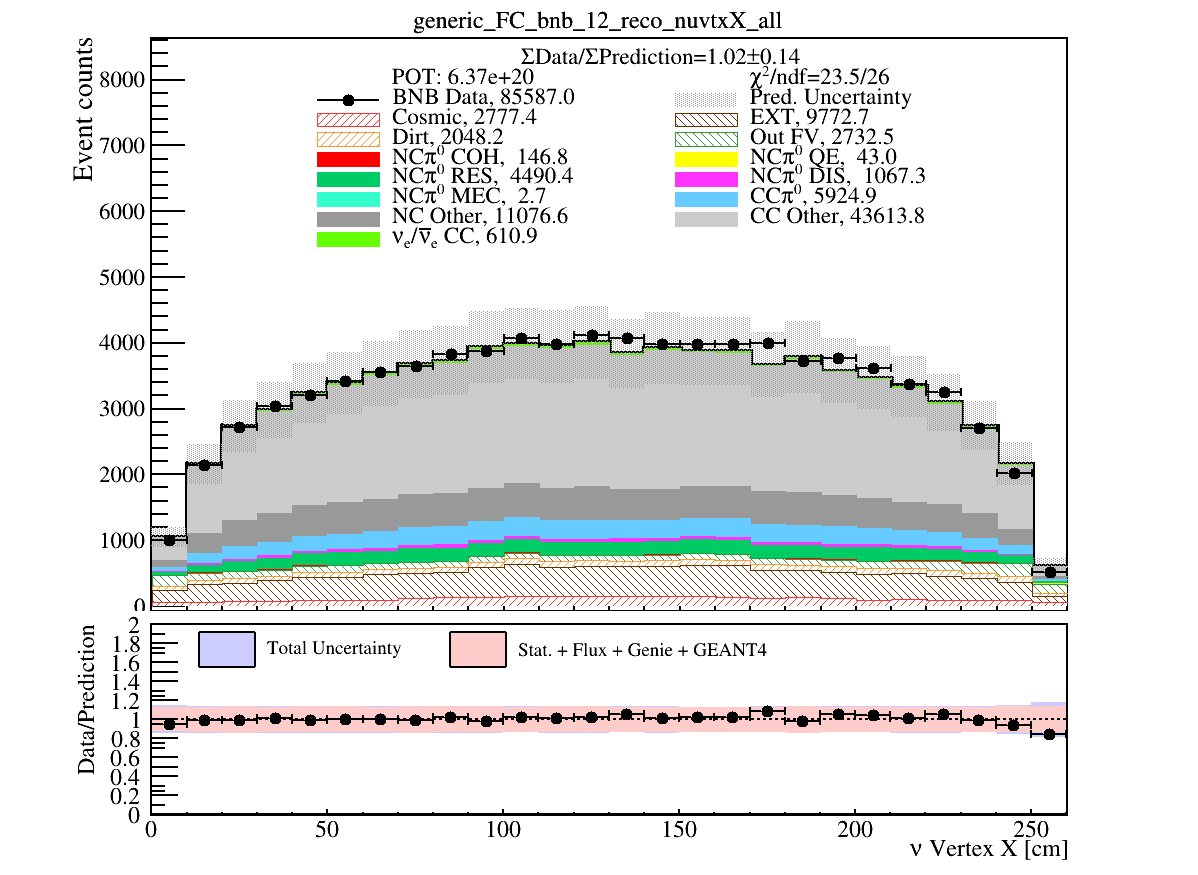 generic_FC_bnb_12_reco_nuvtxX_all
ΣData/ΣPrediction=1.02±0.14
POT: 6.37e+20
χ²/ndf=23.5/26
BNB Data, 85587.0
Pred. Uncertainty
Cosmic, 2777.4
EXT, 9772.7
Dirt, 2048.2
Out FV, 2732.5
NCπ⁰ COH, 146.8
NCπ⁰ QE, 43.0
NCπ⁰ RES, 4490.4
NCπ⁰ DIS, 1067.3
NCπ⁰ MEC, 2.7
CCπ⁰, 5924.9
NC Other, 11076.6
CC Other, 43613.8
νₑ/ν̅ₑ CC, 610.9
Event counts
8000
7000
6000
5000
4000
3000
2000
1000
0
Data/Prediction
2
1.8
1.6
1.4
1.2
1
0.8
0.6
0.4
0.2
0
Total Uncertainty
Stat. + Flux + Genie + GEANT4
0 50 100 150 200 250
ν Vertex X [cm]